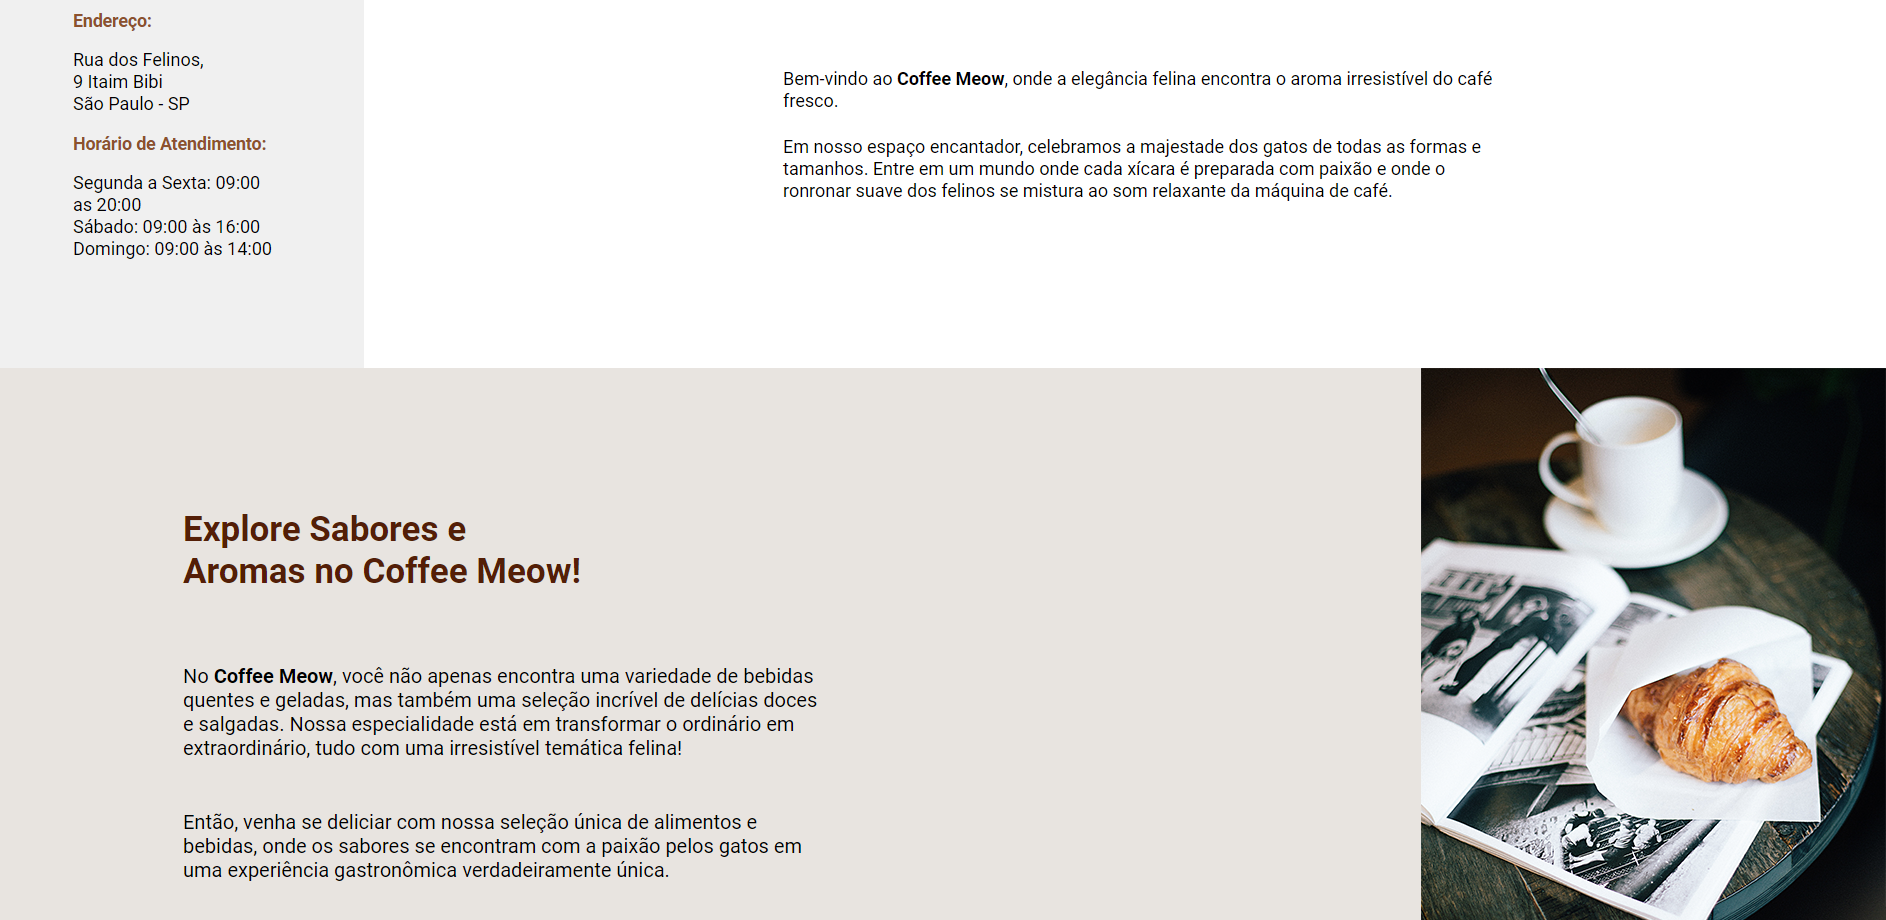 Endereço:
Rua dos Felinos,
9 Itaim Bibi
São Paulo - SP
Horário de Atendimento:
Segunda a Sexta: 09:00
as 20:00
Sábado: 09:00 às 16:00
Domingo: 09:00 às 14:00
Bem-vindo ao Coffee Meow, onde a elegância felina encontra o aroma irresistível do café
fresco.
Em nosso espaço encantador, celebramos a majestade dos gatos de todas as formas e
tamanhos. Entre em um mundo onde cada xícara é preparada com paixão e onde o
ronronar suave dos felinos se mistura ao som relaxante da máquina de café.
Explore Sabores e
Aromas no Coffee Meow!
No Coffee Meow, você não apenas encontra uma variedade de bebidas
quentes e geladas, mas também uma seleção incrível de delícias doces
e salgadas. Nossa especialidade está em transformar o ordinário em
extraordinário, tudo com uma irresistível temática felina!
Então, venha se deliciar com nossa seleção única de alimentos e
bebidas, onde os sabores se encontram com a paixão pelos gatos em
uma experiência gastronômica verdadeiramente única.